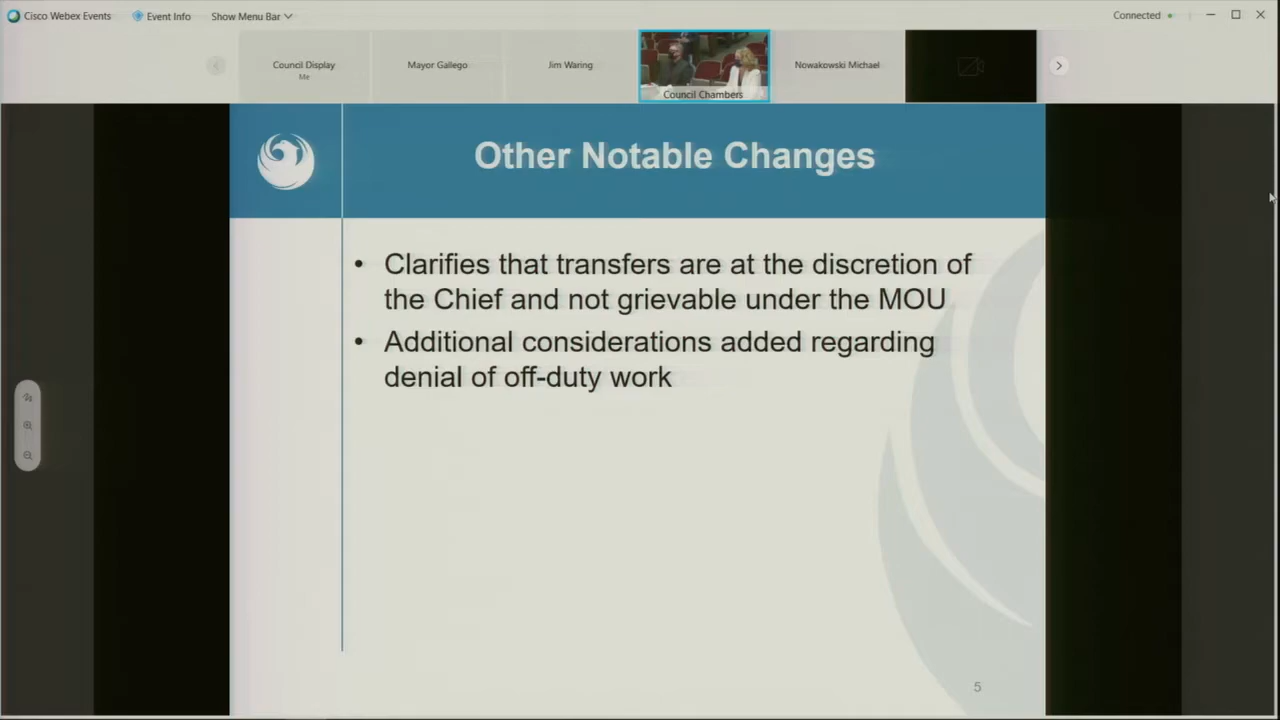 Cisco Webex Events
Event Info
Show Menu Bar
Connected
Council Display
Me
Mayor Gallego
Jim Waring
Council Chambers
Nowakowski Michael
Other Notable Changes
• Clarifies that transfers are at the discretion of
the Chief and not grievable under the MOU
• Additional considerations added regarding
denial of off-duty work
5